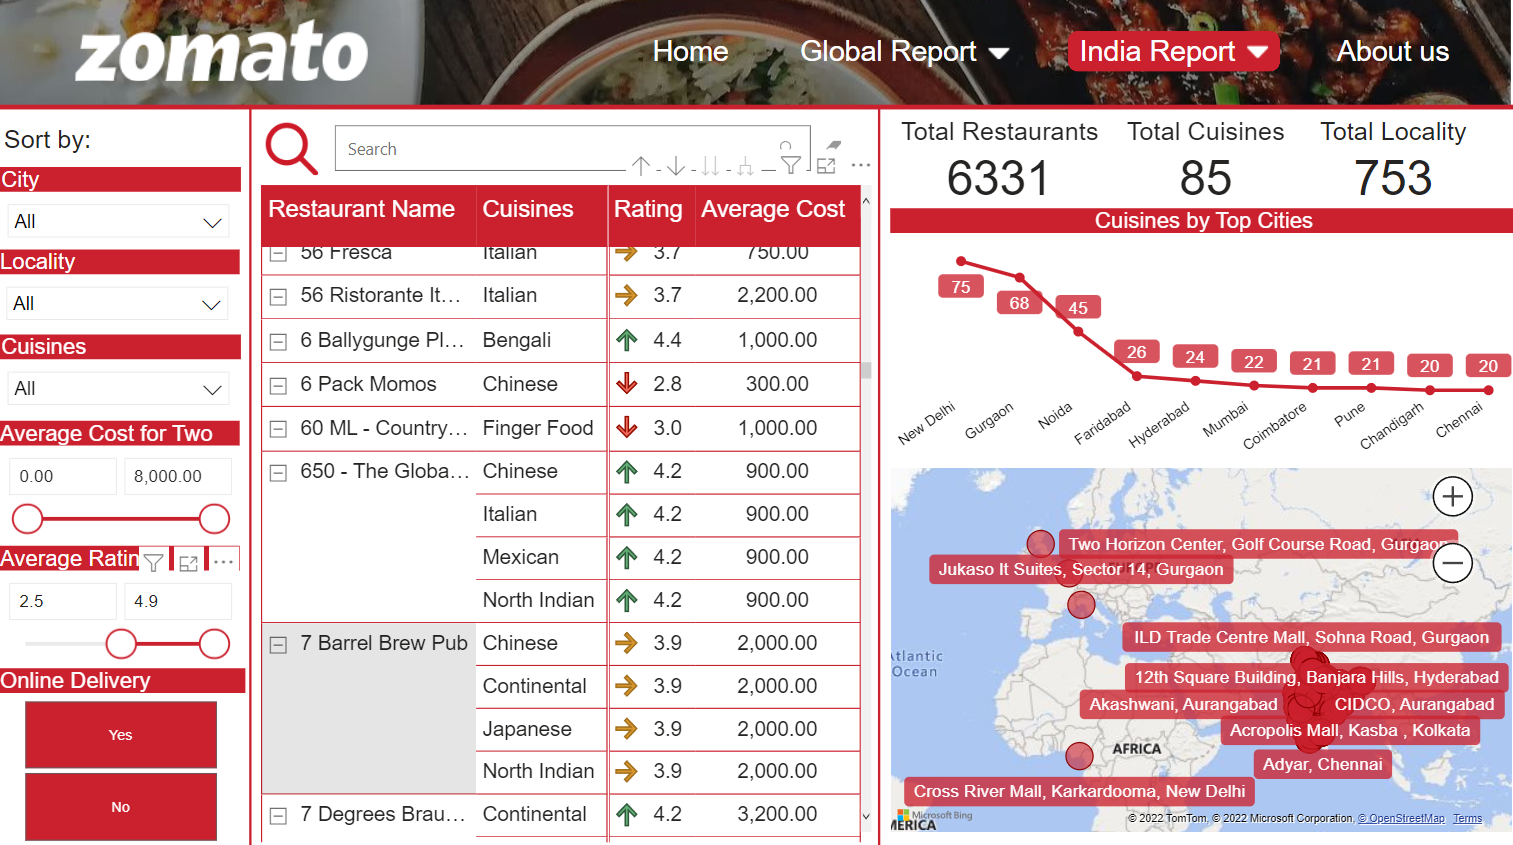 zomato
Home
Global Report
India Report
About us
Sort by:
City
All
Locality
All
Cuisines
All
Average Cost for Two
0.00
8,000.00
Average Ratin
2.5
4.9
Online Delivery
Yes
No
Search
Restaurant Name Cuisines Rating Average Cost
56 Fresca Italian 3.7 750.00
56 Ristorante It... Italian 3.7 2,200.00
6 Ballygunge Pl... Bengali 4.4 1,000.00
6 Pack Momos Chinese 2.8 300.00
60 ML - Country... Finger Food 3.0 1,000.00
650 - The Globa... Chinese 4.2 900.00
Italian 4.2 900.00
Mexican 4.2 900.00
North Indian 4.2 900.00
7 Barrel Brew Pub Chinese 3.9 2,000.00
Continental 3.9 2,000.00
Japanese 3.9 2,000.00
North Indian 3.9 2,000.00
7 Degrees Brau... Continental 4.2 3,200.00
Total Restaurants
6331
Total Cuisines
85
Total Locality
753
Cuisines by Top Cities
75
68
45
26
24
22
21
21
20
20
New Delhi
Gurgaon
Noida
Faridabad
Hyderabad
Mumbai
Coimbatore
Pune
Chandigarh
Chennai
Two Horizon Center, Golf Course Road, Gurgaon
Jukaso It Suites, Sector 14, Gurgaon
ILD Trade Centre Mall, Sohna Road, Gurgaon
Atlantic
Ocean
12th Square Building, Banjara Hills, Hyderabad
Akashwani, Aurangabad
CIDCO, Aurangabad
Acropolis Mall, Kasba , Kolkata
AFRICA
Adyar, Chennai
Cross River Mall, Karkardooma, New Delhi
Microsoft Bing
MERICA
© 2022 TomTom, © 2022 Microsoft Corporation, © OpenStreetMap Terms